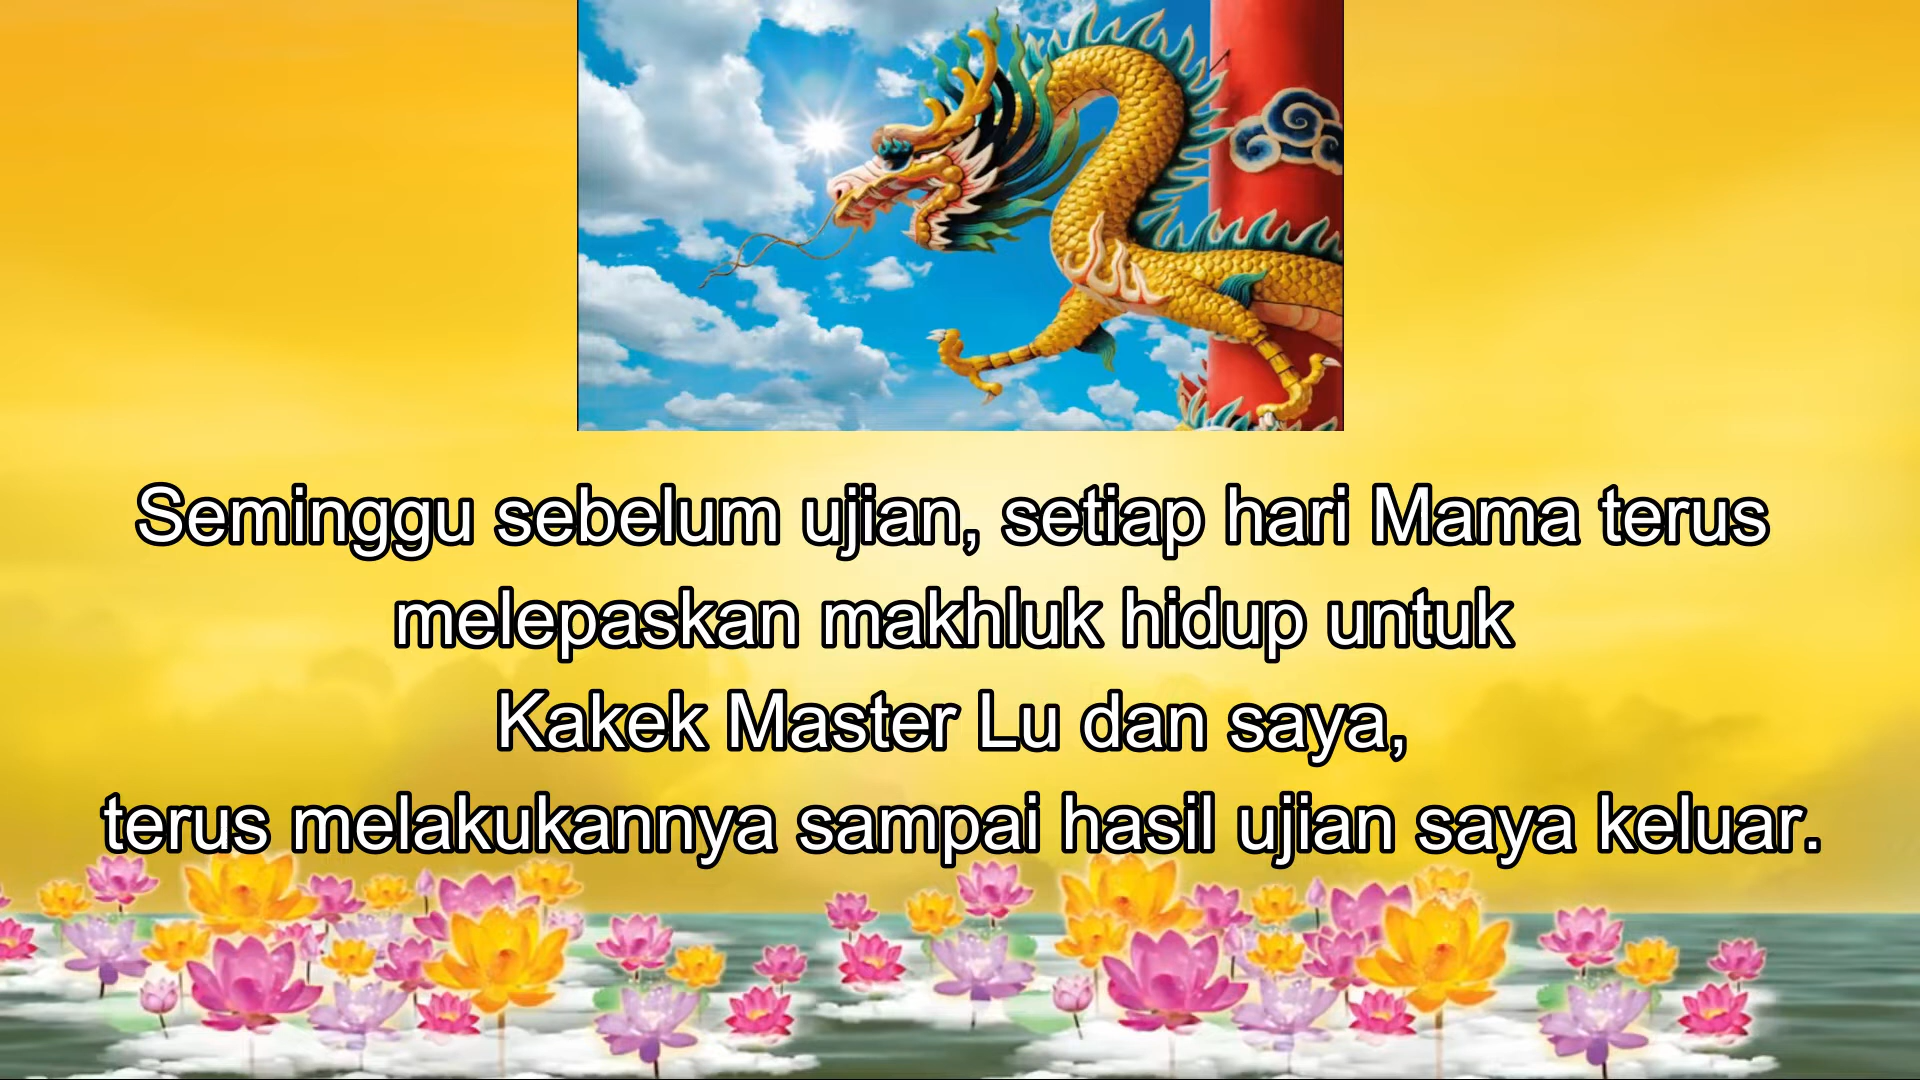 Seminggu sebelum ujian, setiap hari Mama terus
melepaskan makhluk hidup untuk
Kakek Master Lu dan saya,
terus melakukannya sampai hasil ujian saya keluar.